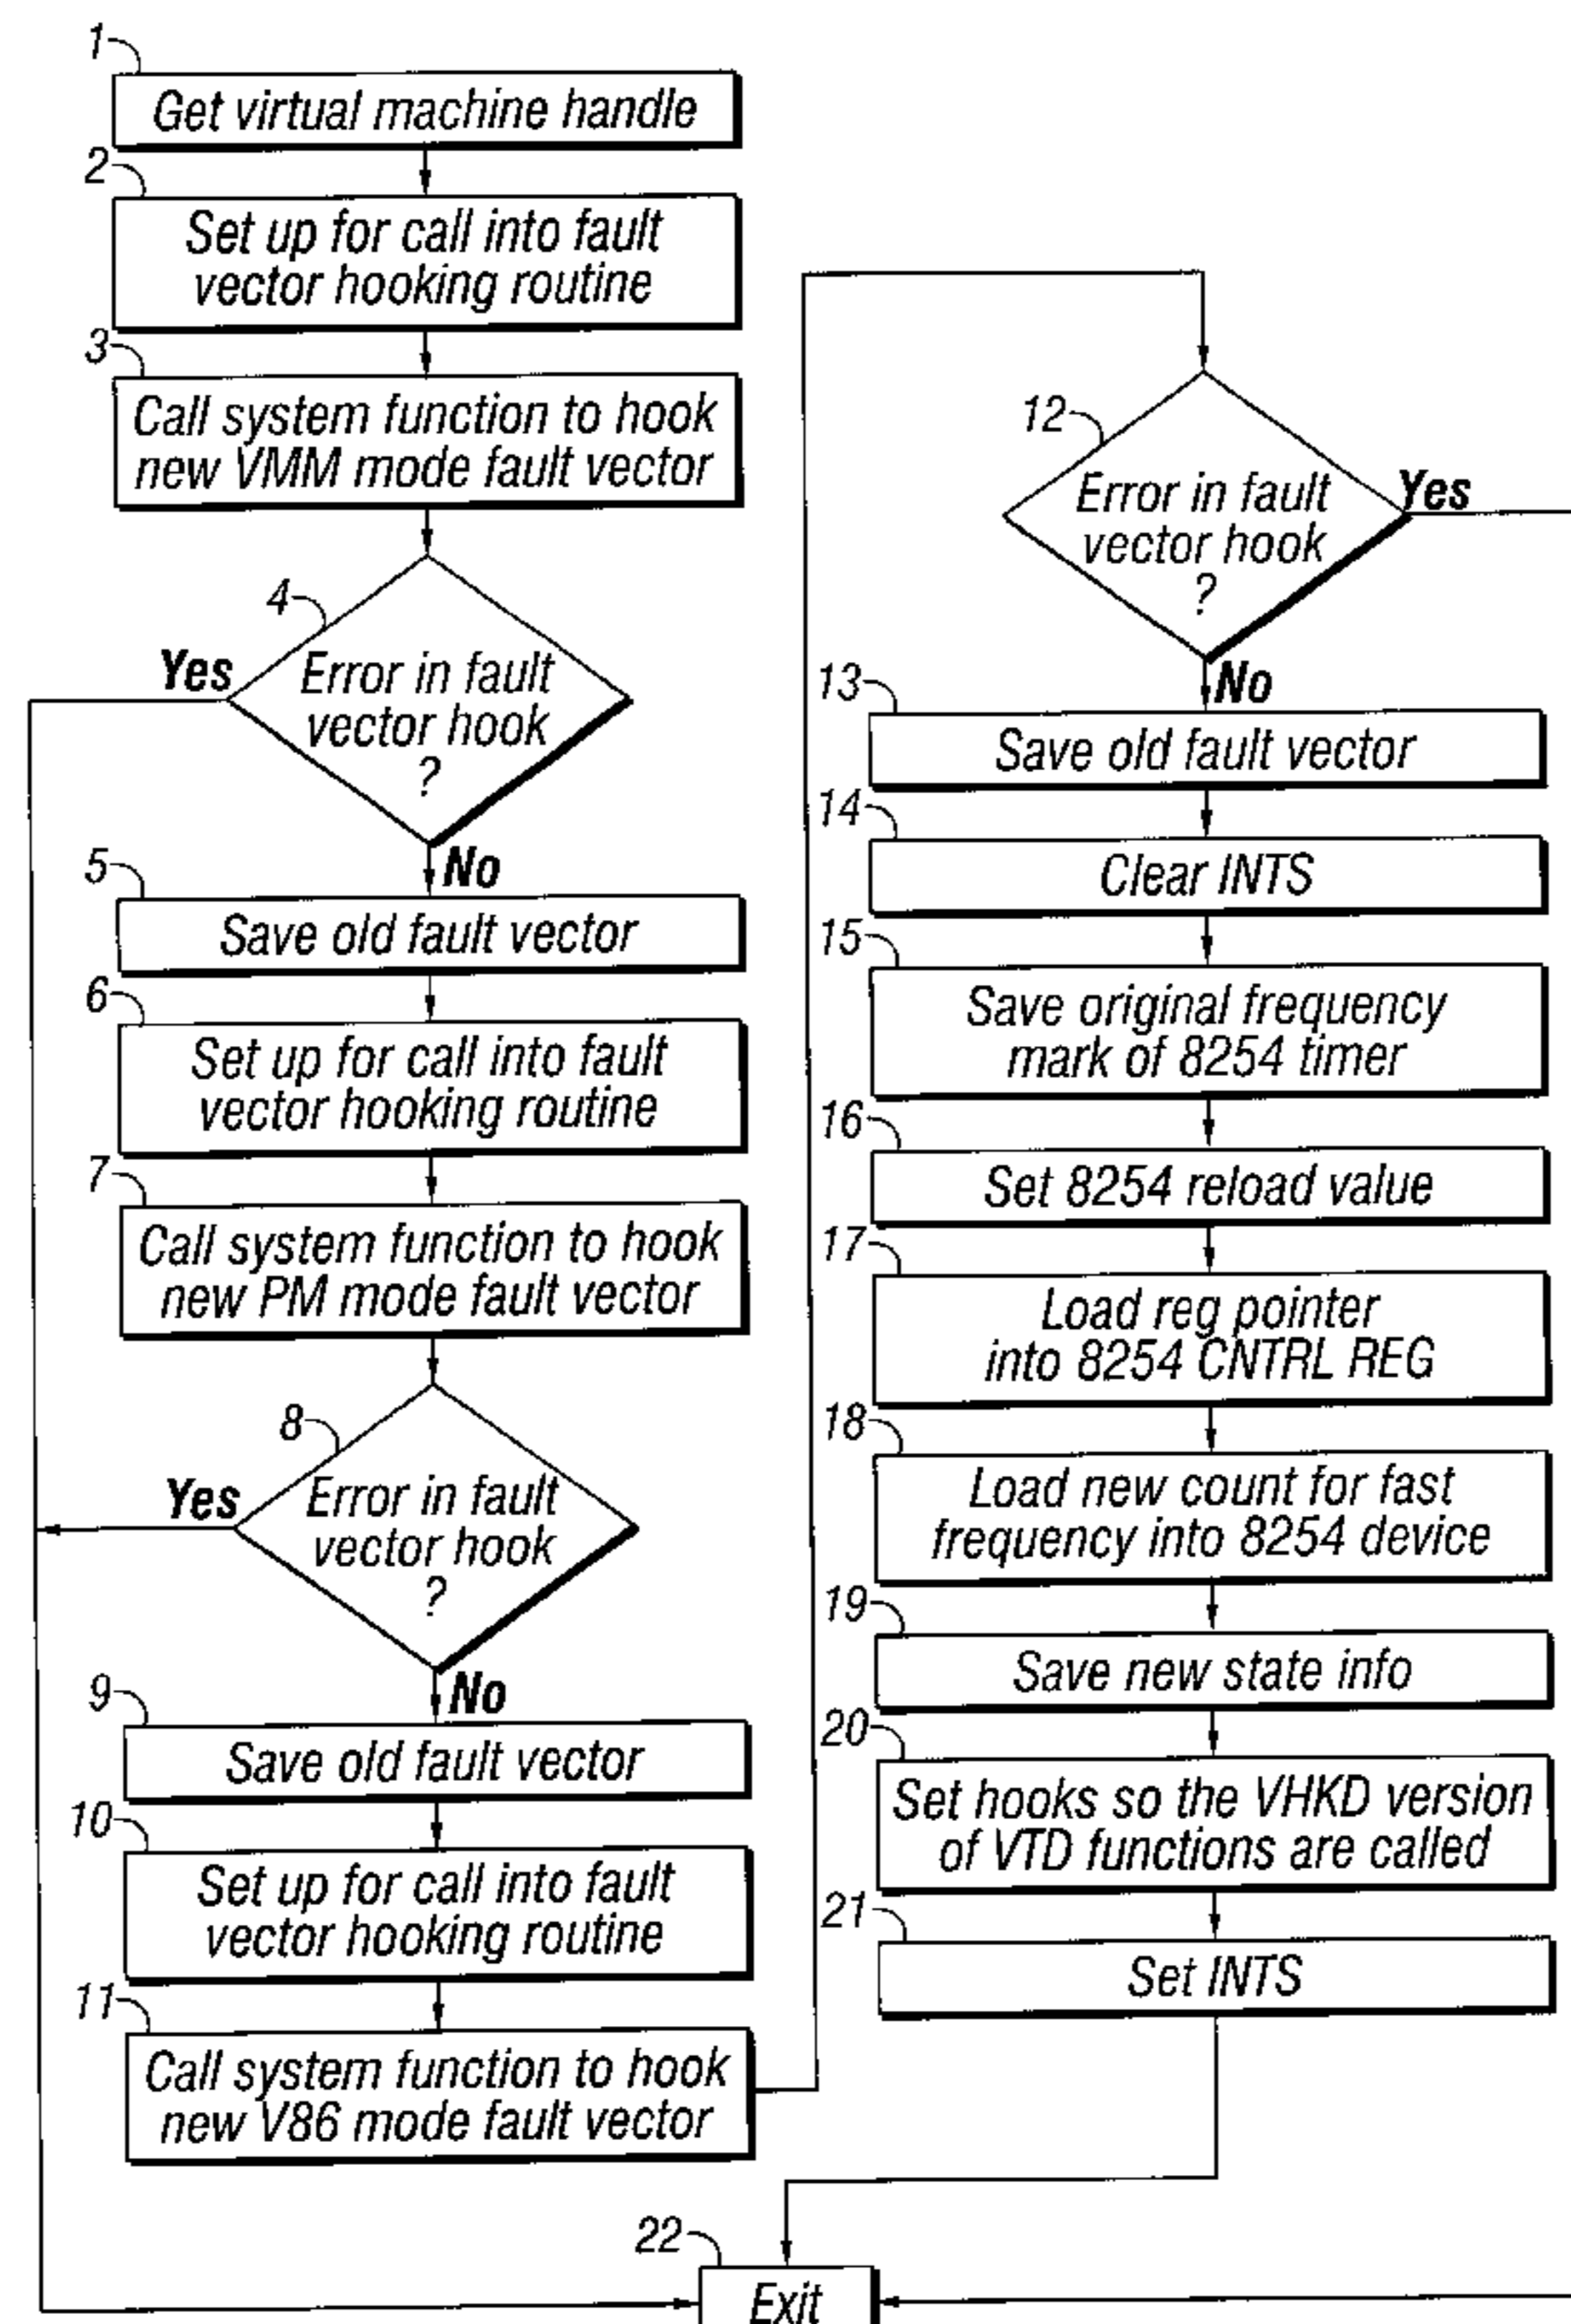 1
Get virtual machine handle
2
Set up for call into fault
vector hooking routine
3
Call system function to hook
new VMM mode fault vector
4
Yes
Error in fault
vector hook
?
No
5
Save old fault vector
6
Set up for call into fault
vector hooking routine
7
Call system function to hook
new PM mode fault vector
8
Yes
Error in fault
vector hook
?
No
9
Save old fault vector
10
Set up for call into fault
vector hooking routine
11
Call system function to hook
new V86 mode fault vector
12
Error in fault
vector hook
?
Yes
No
13
Save old fault vector
14
Clear INTS
15
Save original frequency
mark of 8254 timer
16
Set 8254 reload value
17
Load reg pointer
into 8254 CNTRL REG
18
Load new count for fast
frequency into 8254 device
19
Save new state info
20
Set hooks so the VHKD version
of VTD functions are called
21
Set INTS
22
Exit